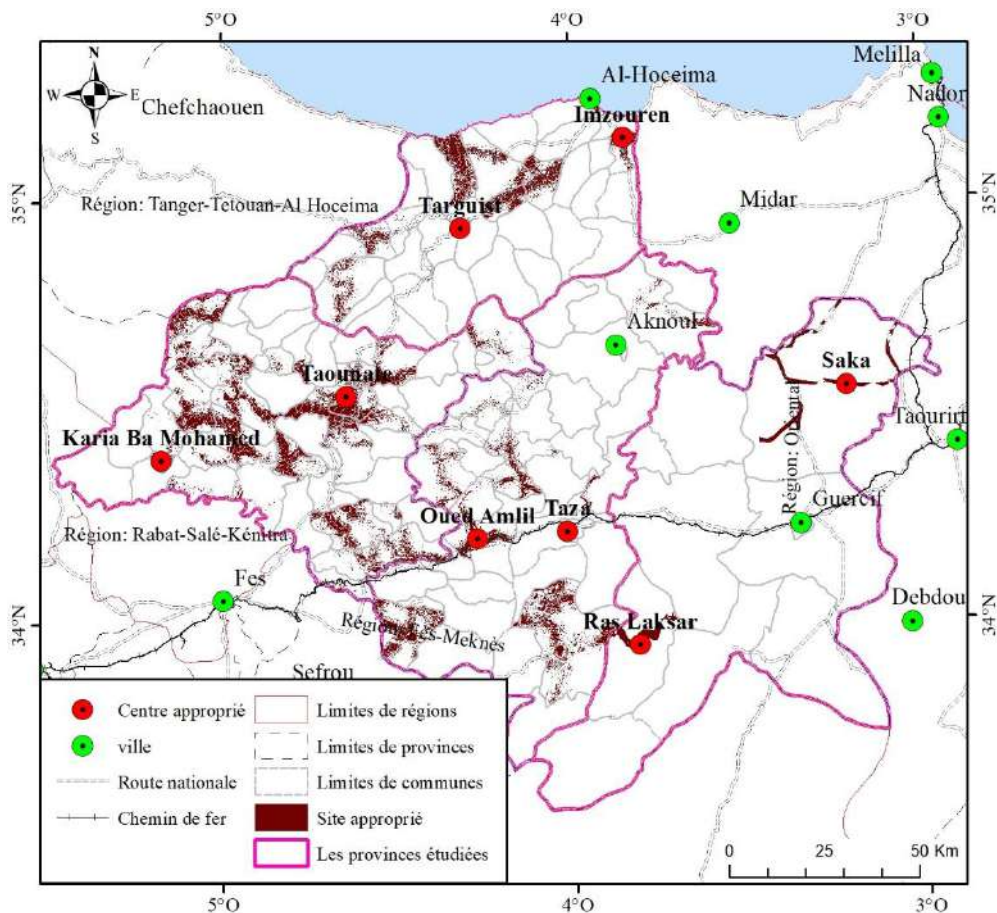 5°O
4°O
3°O
N
W
E
S
Chefchaouen
Al-Hoceima
Melilla
Nador
Imzouren
35°N
35°N
Région: Tanger-Tetouan-Al Hoceima
Targuist
Midar
Aknoul
Saka
Taounate
Taourirt
Karia Ba Mohamed
Région: Oriental
Guercif
Oued Amlil
Taza
Région: Rabat-Salé-Kénitra
Fes
Debdou
34°N
34°N
Région: Fes-Meknès
Ras Laksar
Sefrou
Centre approprié
ville
Route nationale
Chemin de fer
Limites de régions
Limites de provinces
Limites de communes
Site approprié
Les provinces étudiées
0
25
50 Km
5°O
4°O
3°O